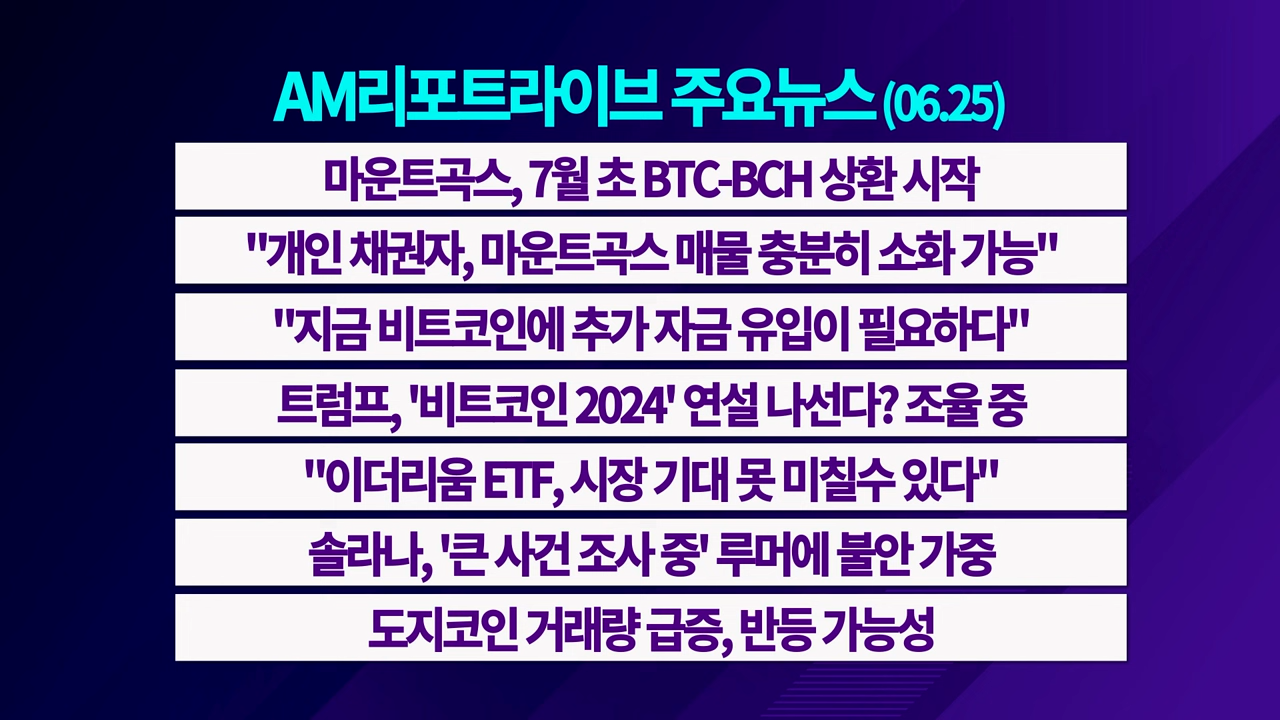 AM리포트라이브 주요뉴스 (06.25)
마운트곡스, 7월 초 BTC-BCH 상환 시작
"개인 채권자, 마운트곡스 매물 충분히 소화 가능"
"지금 비트코인에 추가 자금 유입이 필요하다"
트럼프, '비트코인 2024' 연설 나선다? 조율 중
"이더리움 ETF, 시장 기대 못 미칠수 있다"
솔라나, '큰 사건 조사 중' 루머에 불안 가중
도지코인 거래량 급증, 반등 가능성